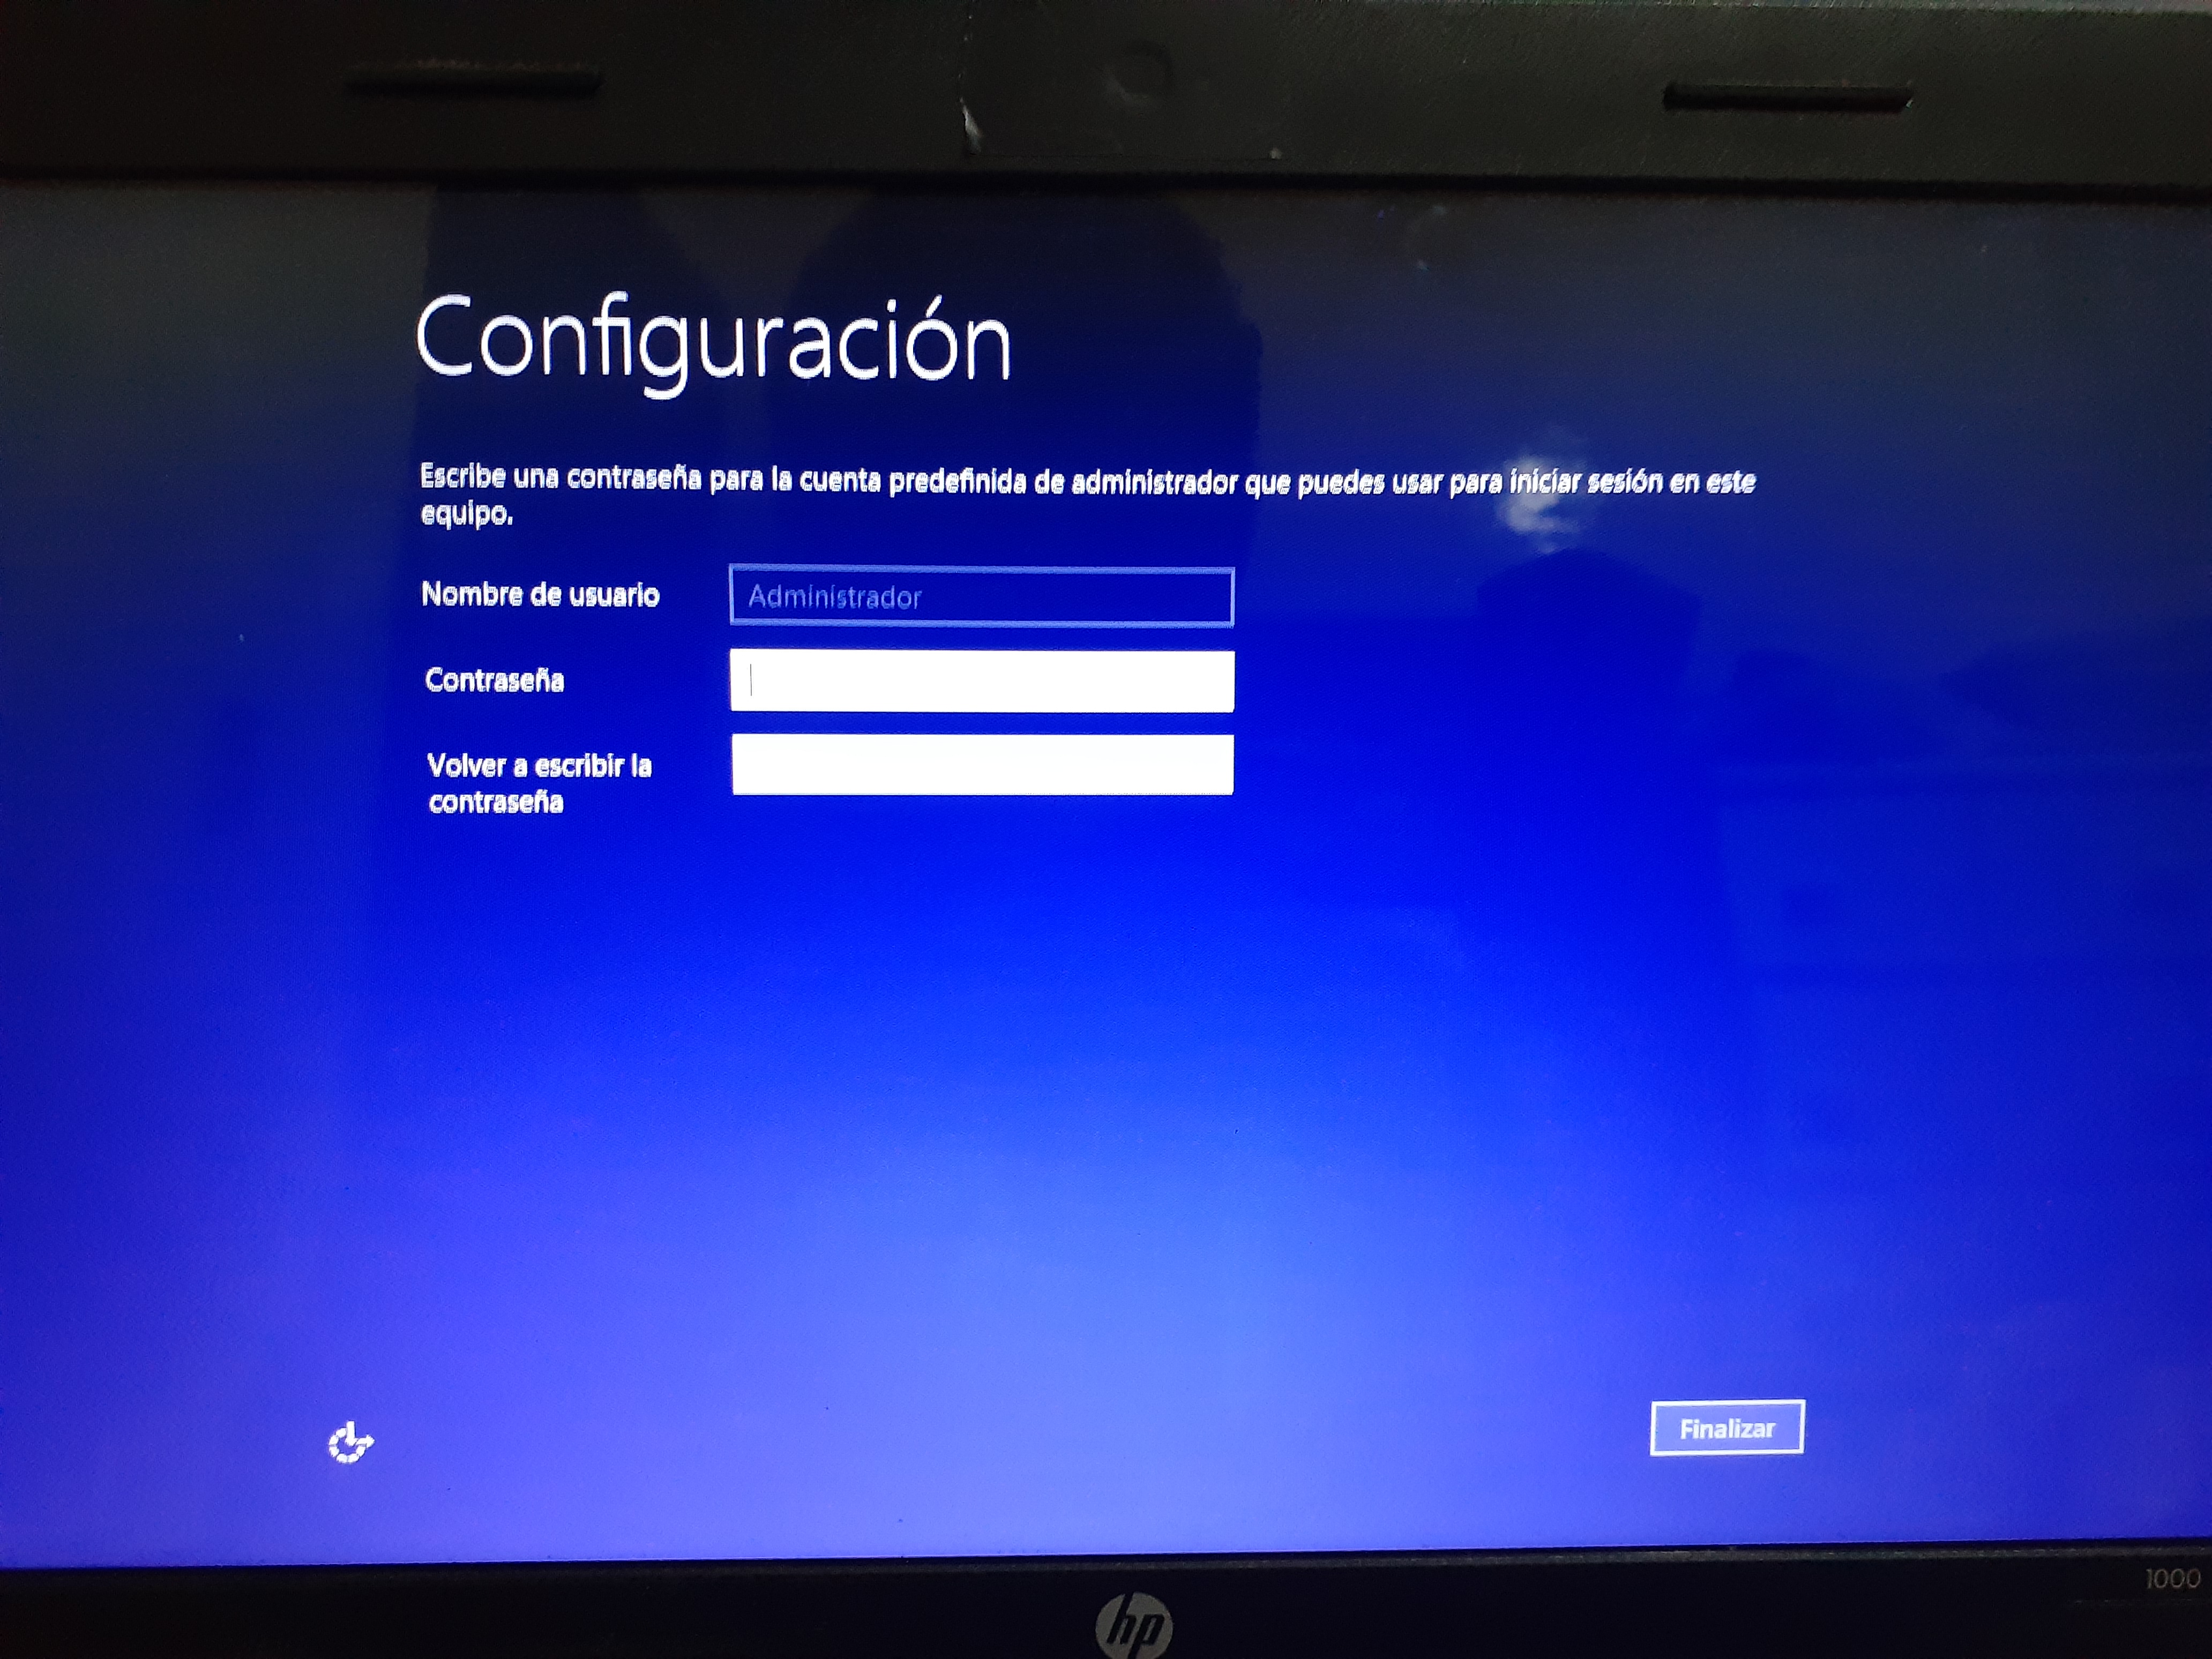 Configuración
Escribe una contraseña para la cuenta predefinida de administrador que puedes usar para iniciar sesión en este
equipo.
Nombre de usuario
Administrador
Contraseña
Volver a escribir la
contraseña
Finalizar
1000
hp